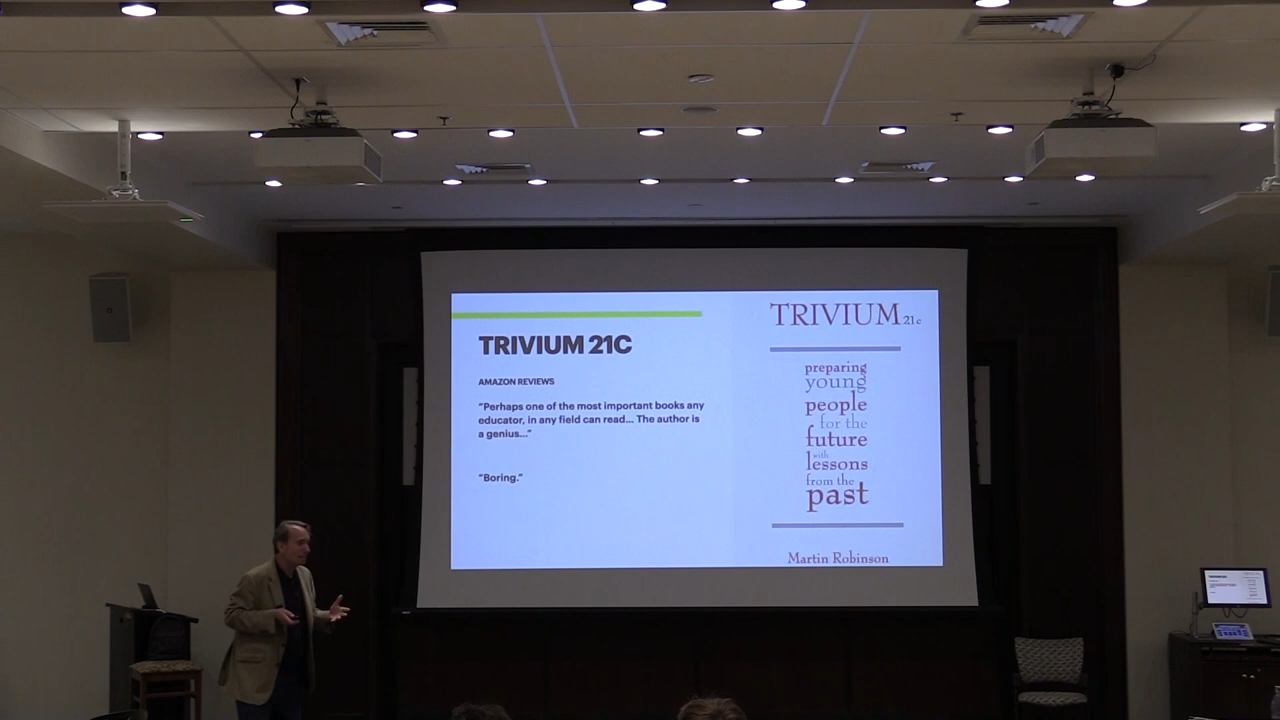 TRIVIUM 21C
AMAZON REVIEWS
“Perhaps one of the most important books any
educator, in any field can read... The author is
a genius...”
“Boring.”
TRIVIUM 21c
preparing
young
people
for the
future
with
lessons
from the
past
Martin Robinson